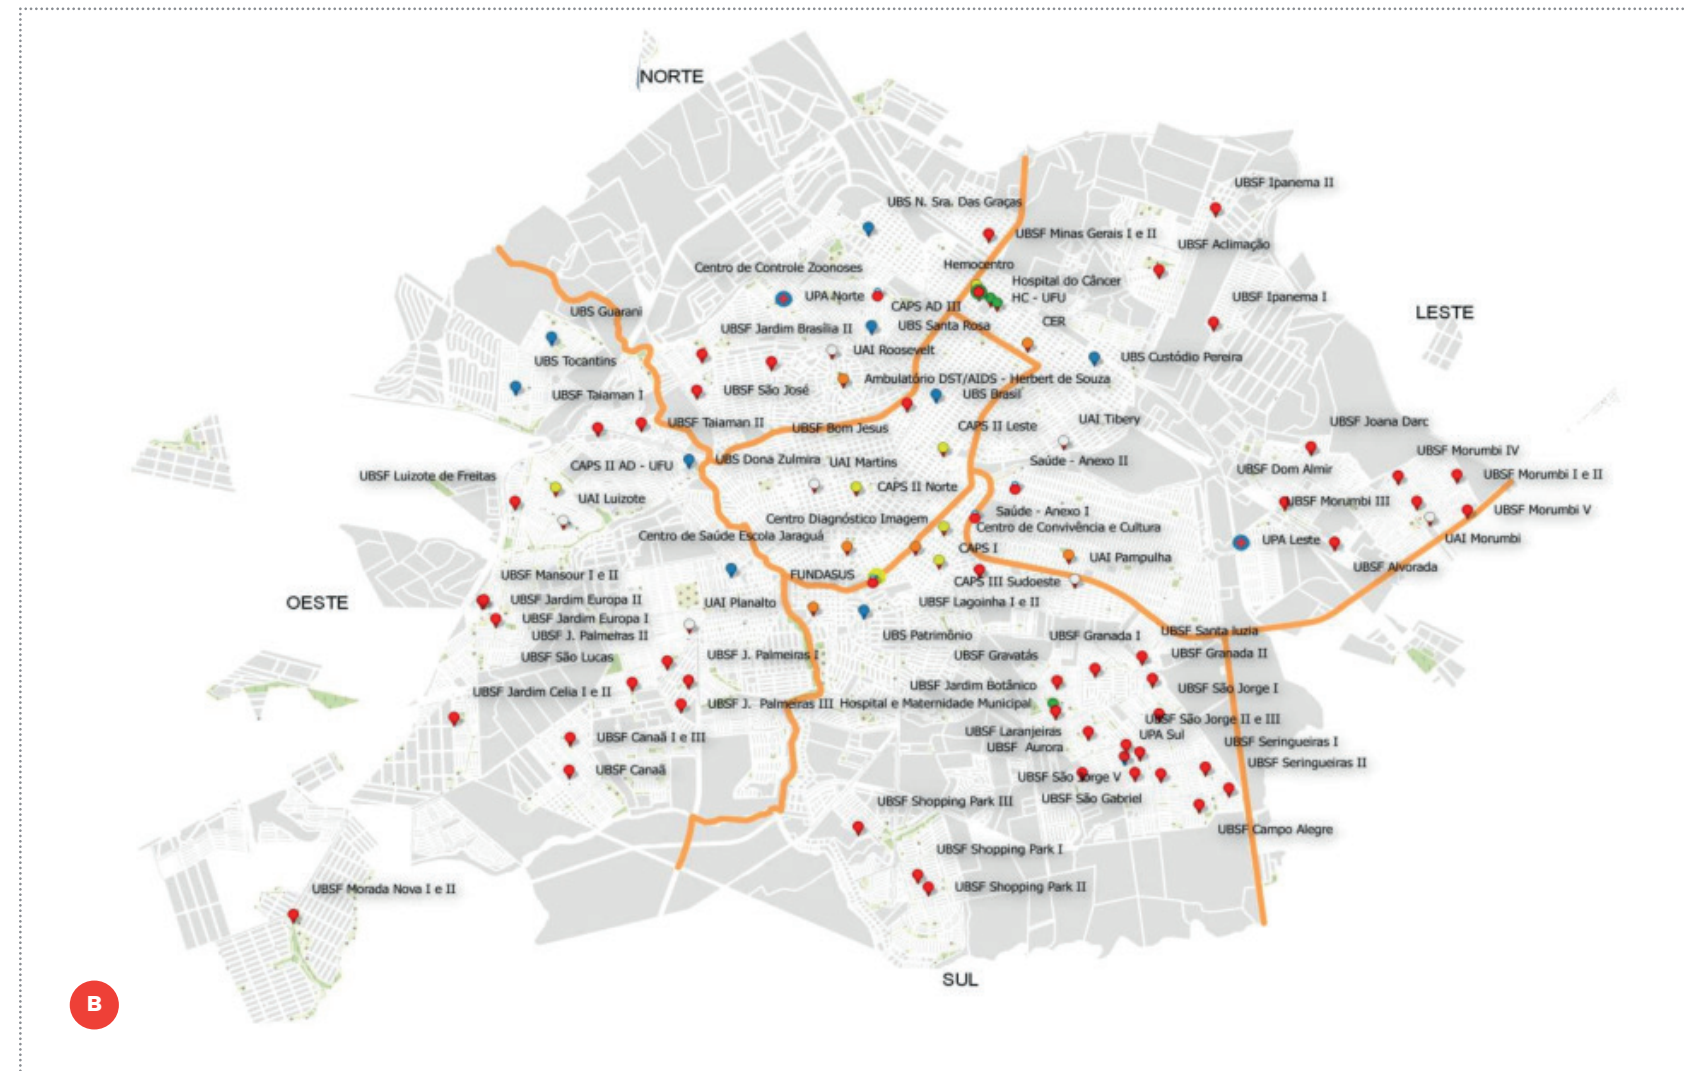 NORTE
UBSF Ipanema II
UBS N. Sra. Das Graças
UBSF Minas Gerais I e II
UBSF Aclimação
Hemocentro
Centro de Controle Zoonoses
Hospital do Câncer
UPA Norte
HC - UFU
UBSF Ipanema I
CAPS AD III
UBS Guarani
LESTE
CER
UBSF Jardim Brasília II
UBS Santa Rosa
UAI Roosevelt
UBS Custódio Pereira
UBS Tocantins
Ambulatório DST/AIDS - Herbert de Souza
UBSF São José
UBSF Taiaman I
UBS Brasil
UBSF Taiaman II
UBSF Bom Jesus
CAPS II Leste
UAI Tibery
UBSF Joana Darc
UBSF Morumbi IV
CAPS II AD - UFU
UBS Dona Zulmira
UAI Martins
Saúde - Anexo II
UBSF Dom Almir
UBSF Luizote de Freitas
UBSF Morumbi I e II
UAI Luizote
CAPS II Norte
UBSF Morumbi III
Saúde - Anexo I
UBSF Morumbi V
Centro Diagnóstico Imagem
Centro de Convivência e Cultura
Centro de Saúde Escola Jaraguá
UPA Leste
UAI Morumbi
CAPS I
UAI Pampulha
UBSF Alvorada
UBSF Mansour I e II
FUNDASUS
CAPS III Sudoeste
OESTE
UBSF Jardim Europa II
UAI Planalto
UBSF Lagoinha I e II
UBSF Jardim Europa I
UBSF J. Palmeiras II
UBS Patrimônio
UBSF Granada I
UBSF Santa luzia
UBSF São Lucas
UBSF J. Palmeiras I
UBSF Gravatás
UBSF Granada II
UBSF Jardim Celia I e II
UBSF Jardim Botânico
UBSF São Jorge I
UBSF J. Palmeiras III
Hospital e Maternidade Municipal
UBSF São Jorge II e III
UBSF Canaã I e III
UBSF Laranjeiras
UPA Sul
UBSF Seringueiras I
UBSF Aurora
UBSF Seringueiras II
UBSF Canaã
UBSF São Jorge V
UBSF São Gabriel
UBSF Shopping Park III
UBSF Campo Alegre
UBSF Shopping Park I
UBSF Morada Nova I e II
UBSF Shopping Park II
SUL
B